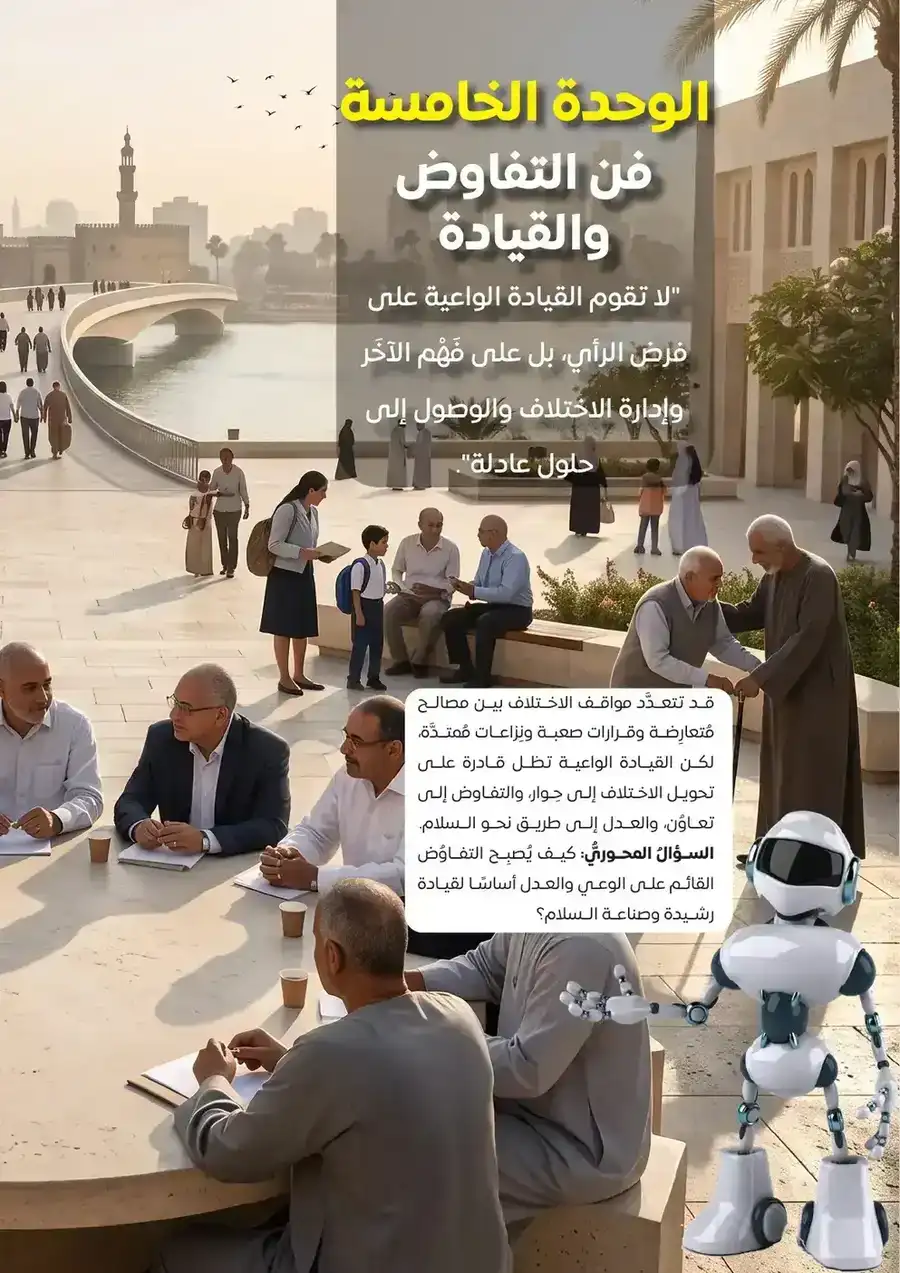 الوحدة الخامسة
فن التفاوض
والقيادة
"لا تقوم القيادة الواعية على
فرض الرأي، بل على فَهْم الآخَر
وإدارة الاختلاف والوصول إلى
حلول عادلة".
قد تتعدَّد مواقف الاختلاف بين مصالح
مُتعارِضة وقرارات صعبة ونِزاعات مُمتدَّة،
لكن القيادة الواعية تظل قادرة على
تحويل الاختلاف إلى حِوار، والتفاوض إلى
تعاوُن، والعدل إلى طريق نحو السلام.
السؤالُ المحوريُّ: كيف يُصبِح التفاوُض
القائم على الوعي والعدل أساسًا لقيادة
رشيدة وصناعة السلام؟